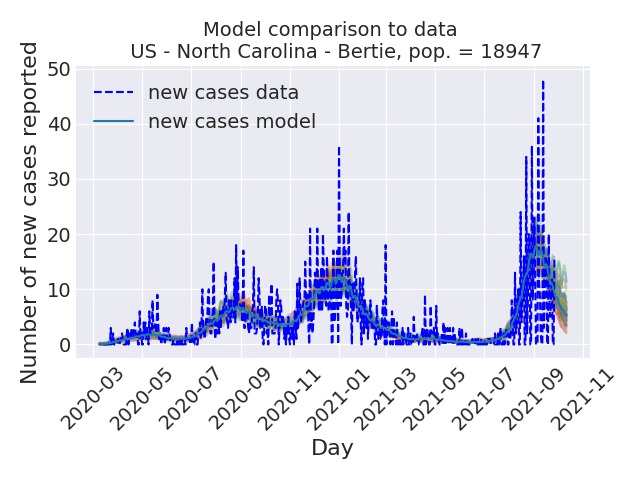 Model comparison to data
US - North Carolina - Bertie, pop. = 18947
Number of new cases reported
50
40
30
20
10
0
new cases data
new cases model
2020-03
2020-05
2020-07
2020-09
2020-11
2021-01
2021-03
2021-05
2021-07
2021-09
2021-11
Day